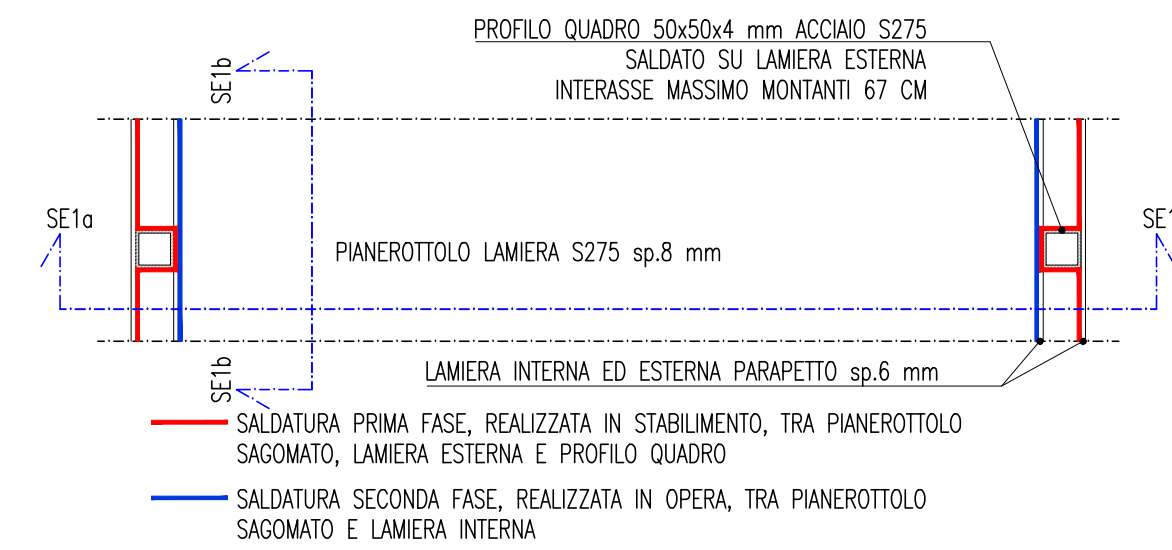 PROFILO QUADRO 50x50x4 mm ACCIAIO S275
SALDATO SU LAMIERA ESTERNA
INTERASSE MASSIMO MONTANTI 67 CM
SE1b
SE1a
SE1
PIANEROTTOLO LAMIERA S275 sp.8 mm
SE1b
LAMIERA INTERNA ED ESTERNA PARAPETTO sp.6 mm
SALDATURA PRIMA FASE, REALIZZATA IN STABILIMENTO, TRA PIANEROTTOLO
SAGOMATO, LAMIERA ESTERNA E PROFILO QUADRO
SALDATURA SECONDA FASE, REALIZZATA IN OPERA, TRA PIANEROTTOLO
SAGOMATO E LAMIERA INTERNA